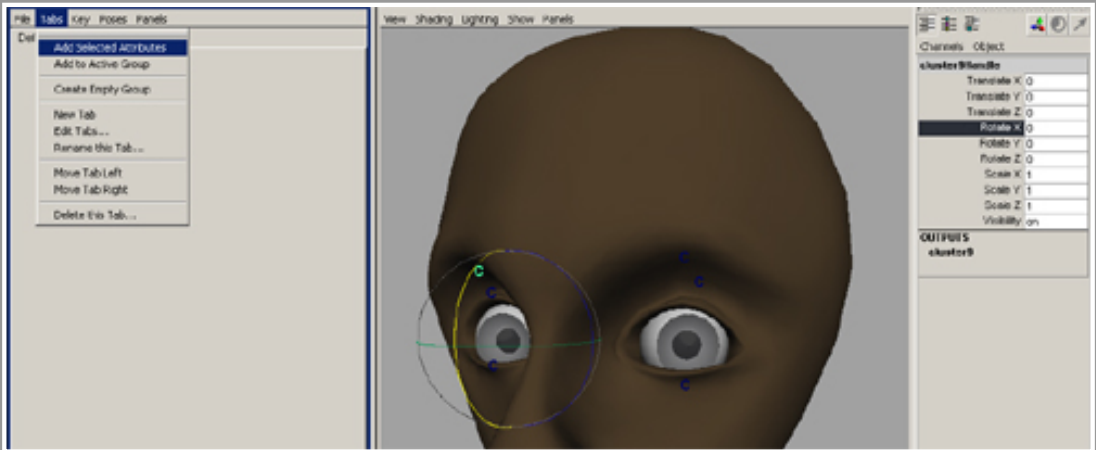 File Tabs Key Poses Panels
Def
Add Selected Attributes
Add to Active Group
Create Empty Group
New Tab
Edit Tabs...
Rename this Tab...
Move Tab Left
Move Tab Right
Delete this Tab...
View Shading Lighting Show Panels
C
C
C
C
C
C
Channels Object
cluster9Handle
Translate X 0
Translate Y 0
Translate Z 0
Rotate X 0
Rotate Y 0
Rotate Z 0
Scale X 1
Scale Y 1
Scale Z 1
Visibility on
OUTPUTS
cluster9